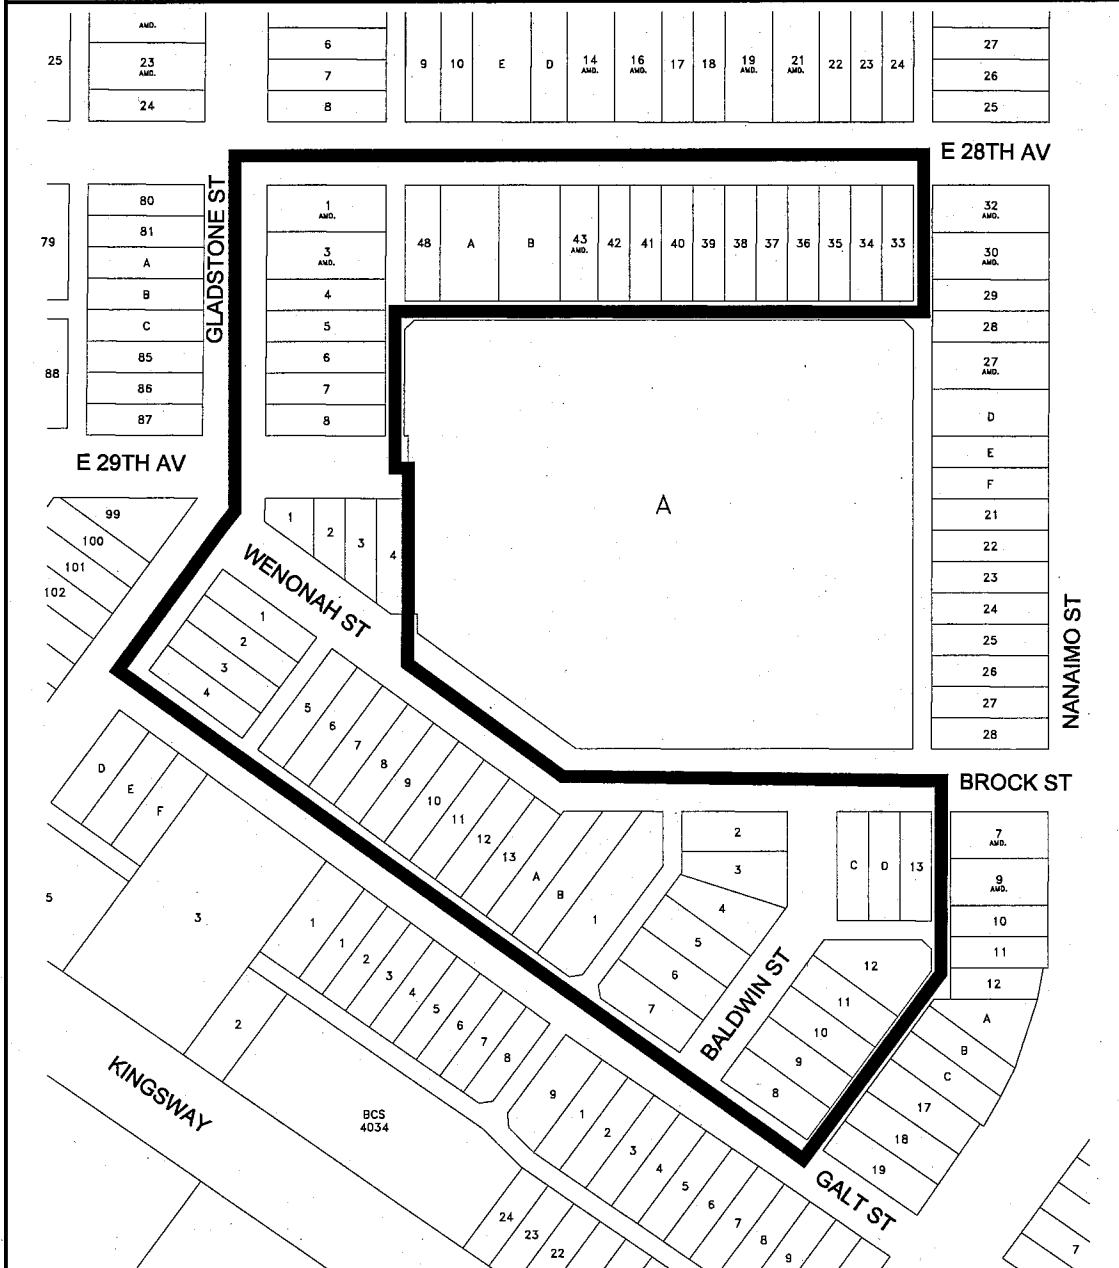 AMD.
25
23
AMD.
24
6
7
8
9
10
E
D
14
AMD.
16
AMD.
17
18
19
AMD.
21
AMD.
22
23
24
27
26
25
E 28TH AV
GLADSTONE ST
79
80
81
A
B
C
85
86
87
88
1
AMD.
3
AMD.
4
5
6
7
8
48
A
B
43
AMD.
42
41
40
39
38
37
36
35
34
33
32
AMD.
30
AMD.
29
28
27
AMD.
D
E
F
21
22
23
24
25
26
27
28
NANAIMO ST
A
E 29TH AV
99
100
101
102
1
2
3
4
WENONAH ST
1
2
3
4
5
6
7
8
9
10
11
12
13
A
B
1
BROCK ST
2
3
4
5
6
7
BALDWIN ST
C
D
13
12
11
10
9
8
7
AMD.
9
AMD.
10
11
12
A
B
C
17
18
19
D
E
F
5
3
1
1
2
3
4
5
6
7
8
2
KINGSWAY
BCS
4034
9
1
2
3
4
5
6
7
8
9
GALT ST
24
23
22
7